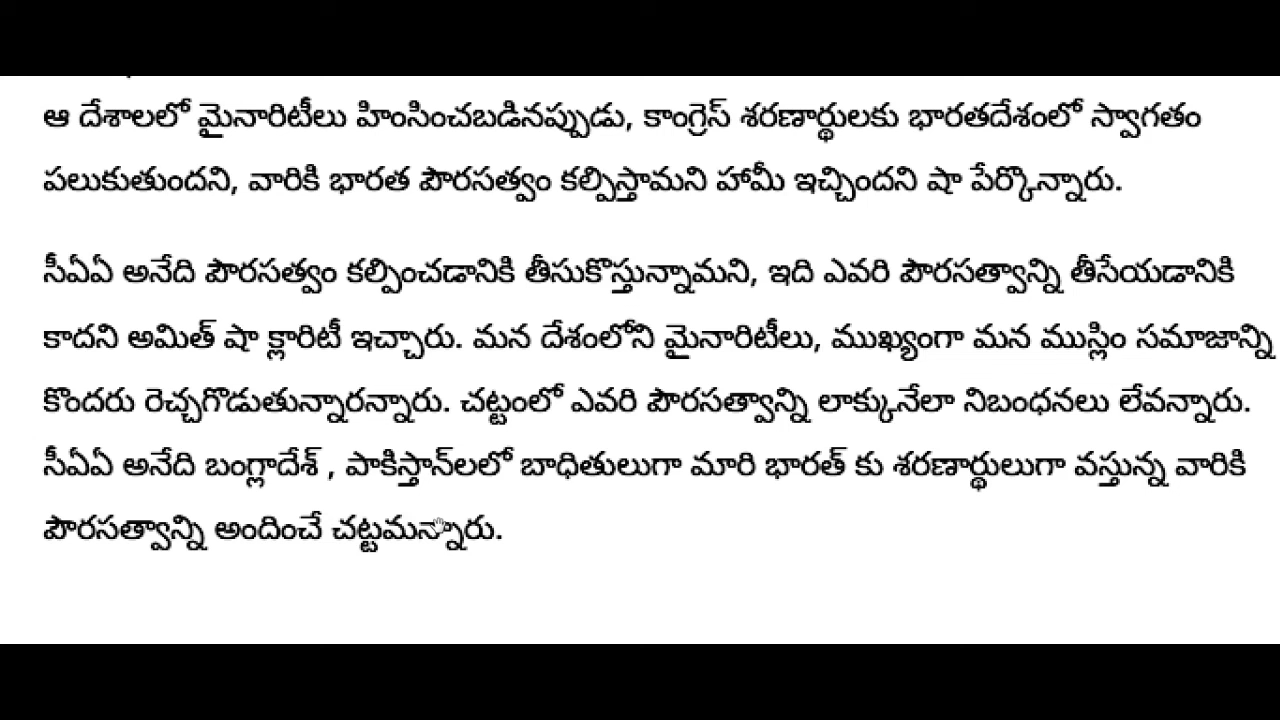 ఆ దేశాలలో మైనారిటీలు హింసించబడినప్పుడు, కాంగ్రెస్ శరణార్థులకు భారతదేశంలో స్వాగతం
పలుకుతుందని, వారికి భారత పౌరసత్వం కల్పిస్తామని హామీ ఇచ్చిందని షా పేర్కొన్నారు.
సీఏఏ అనేది పౌరసత్వం కల్పించడానికి తీసుకొస్తున్నామని, ఇది ఎవరి పౌరసత్వాన్ని తీసేయడానికి
కాదని అమిత్ షా క్లారిటీ ఇచ్చారు. మన దేశంలోని మైనారిటీలు, ముఖ్యంగా మన ముస్లిం సమాజాన్ని
కొందరు రెచ్చగొడుతున్నారన్నారు. చట్టంలో ఎవరి పౌరసత్వాన్ని లాక్కునేలా నిబంధనలు లేవన్నారు.
సీఏఏ అనేది బంగ్లాదేశ్ , పాకిస్తాన్‌లలో బాధితులుగా మారి భారత్ కు శరణార్థులుగా వస్తున్న వారికి
పౌరసత్వాన్ని అందించే చట్టమన్నారు.